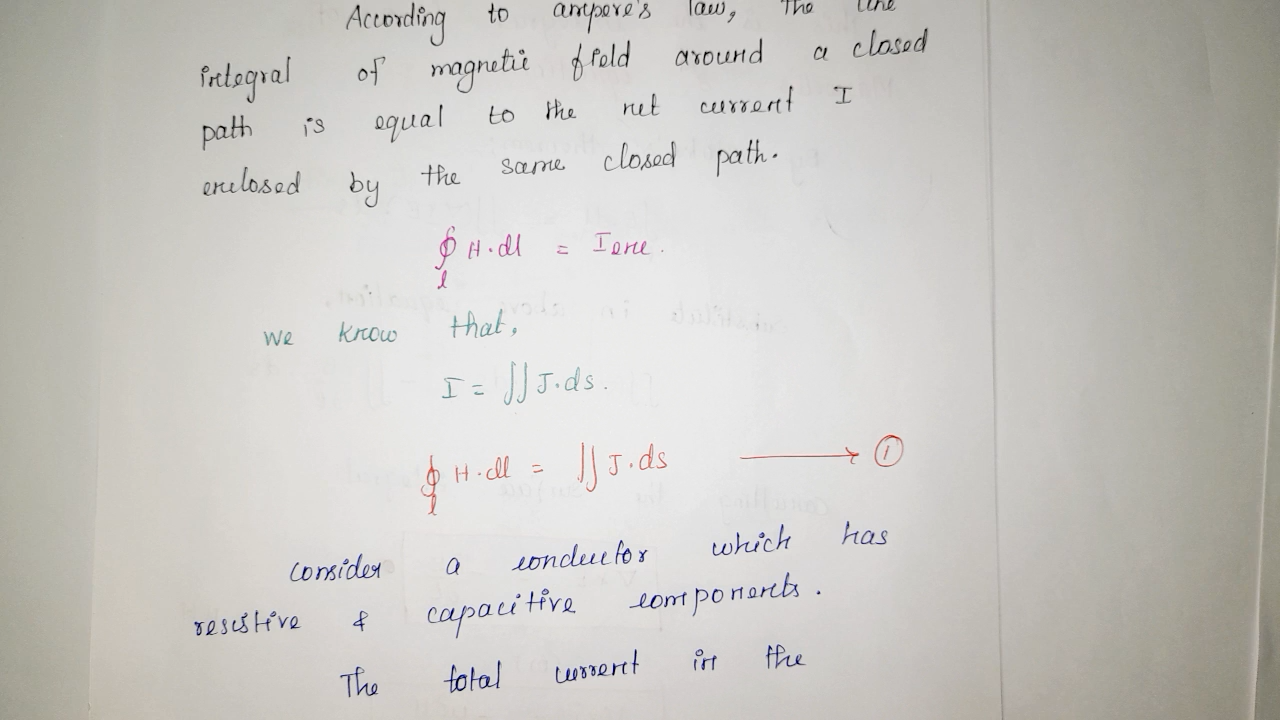 According to ampere's law, The line
integral of magnetic field around a closed
path is equal to the net current I
enclosed by the same closed path.
∮ H.dl = Ienc.
l
we know that,
I = ∬ J.ds.
∮ H.dl = ∬ J.ds ⟶ ①
l
consider a conductor which has
resistive & capacitive components.
The total current in the